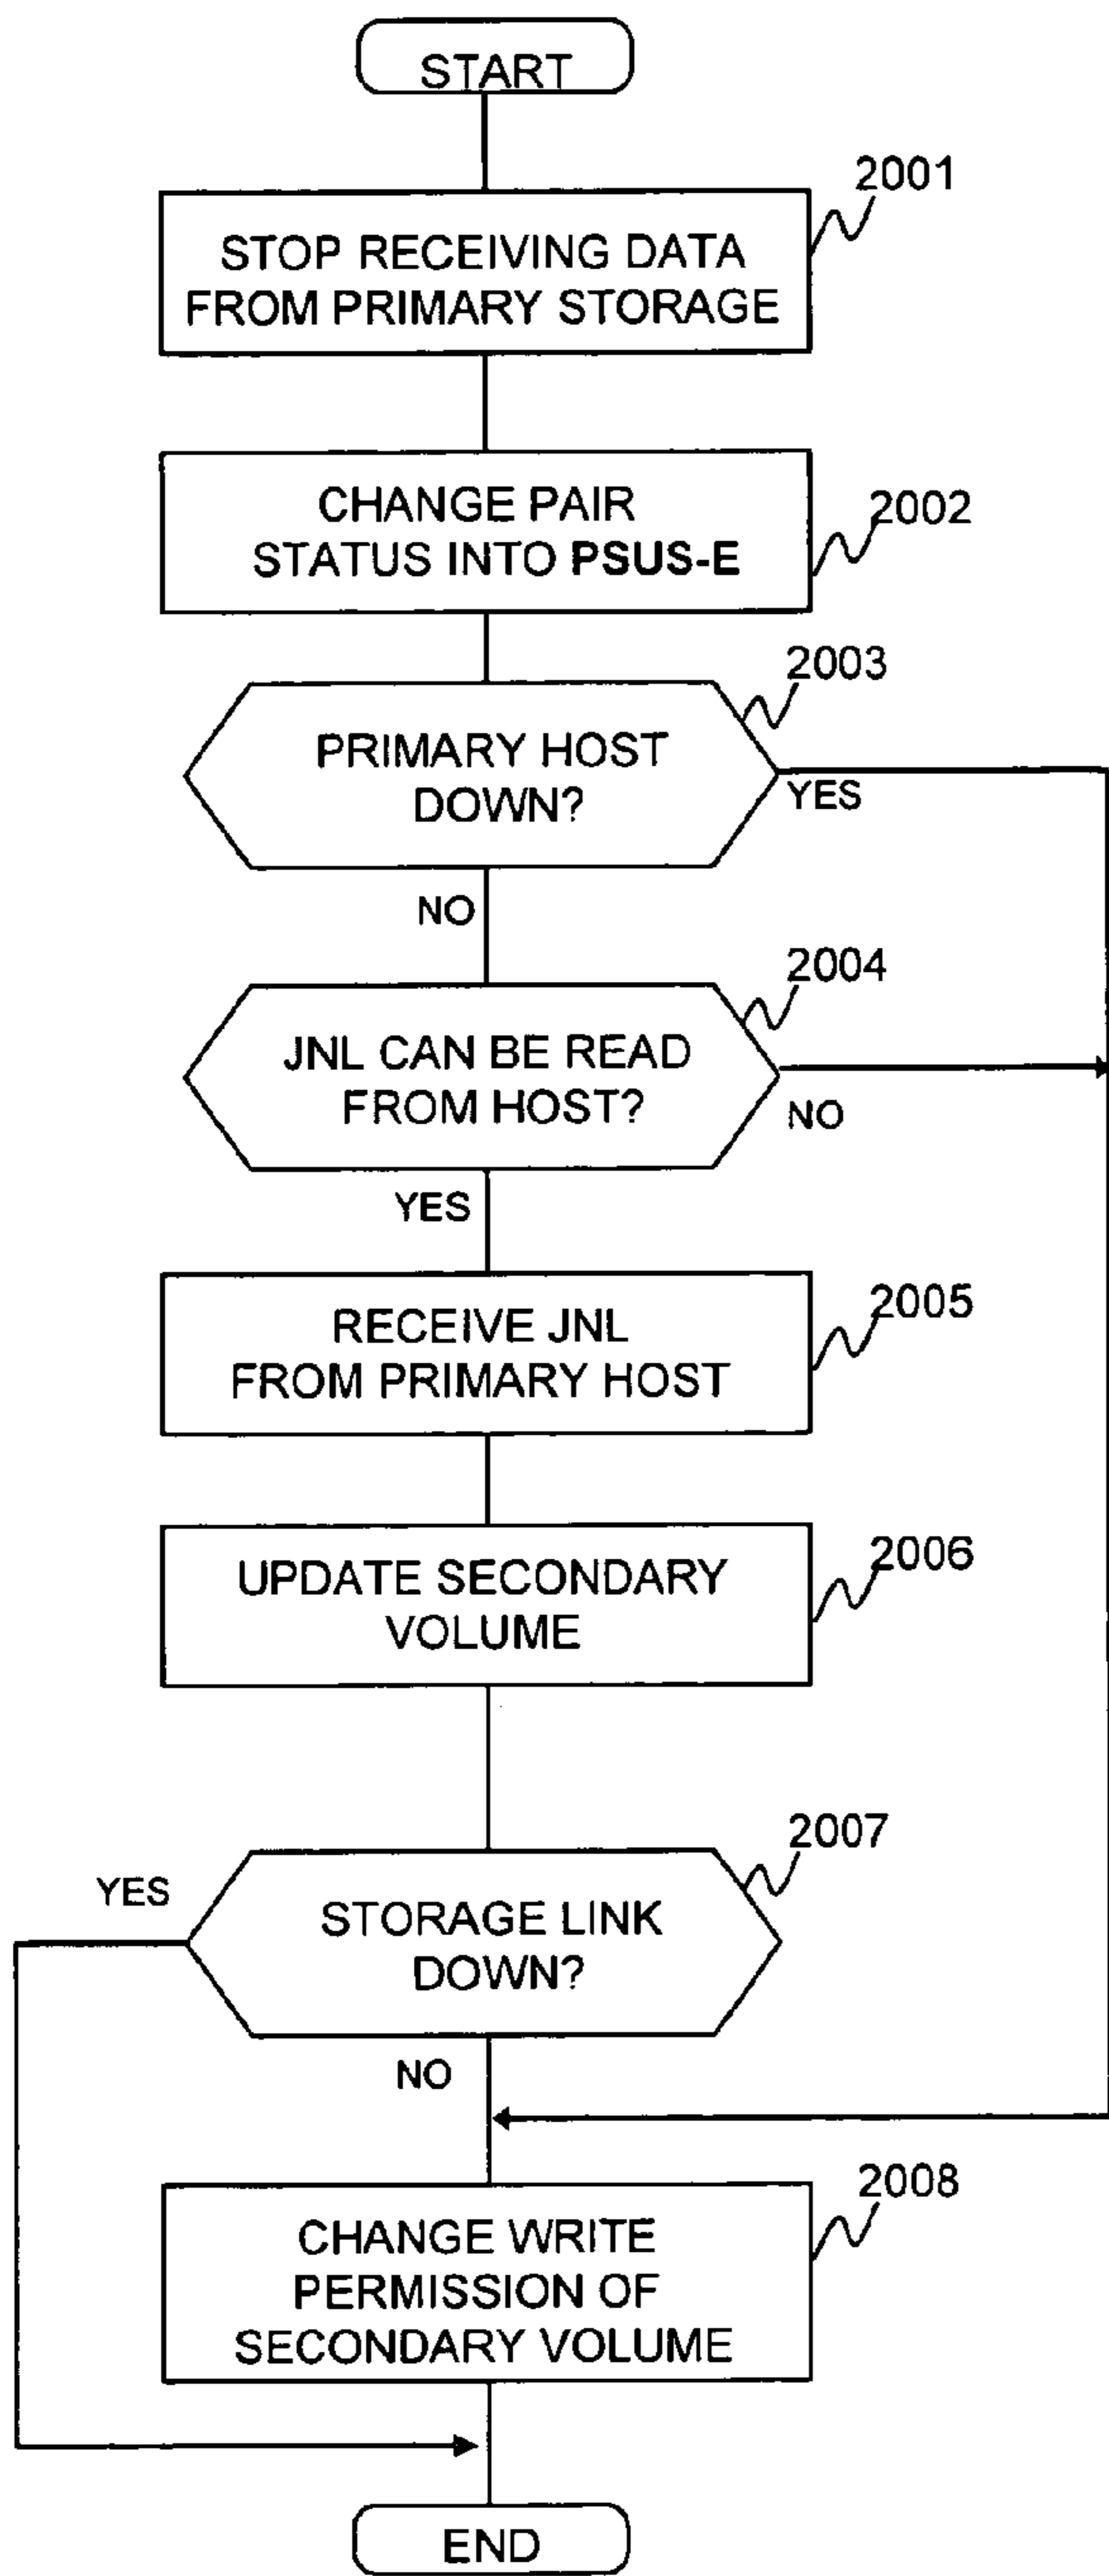 START
2001
STOP RECEIVING DATA
FROM PRIMARY STORAGE
2002
CHANGE PAIR
STATUS INTO PSUS-E
2003
PRIMARY HOST
DOWN?
YES
NO
2004
JNL CAN BE READ
FROM HOST?
NO
YES
2005
RECEIVE JNL
FROM PRIMARY HOST
2006
UPDATE SECONDARY
VOLUME
2007
YES
STORAGE LINK
DOWN?
NO
2008
CHANGE WRITE
PERMISSION OF
SECONDARY VOLUME
END